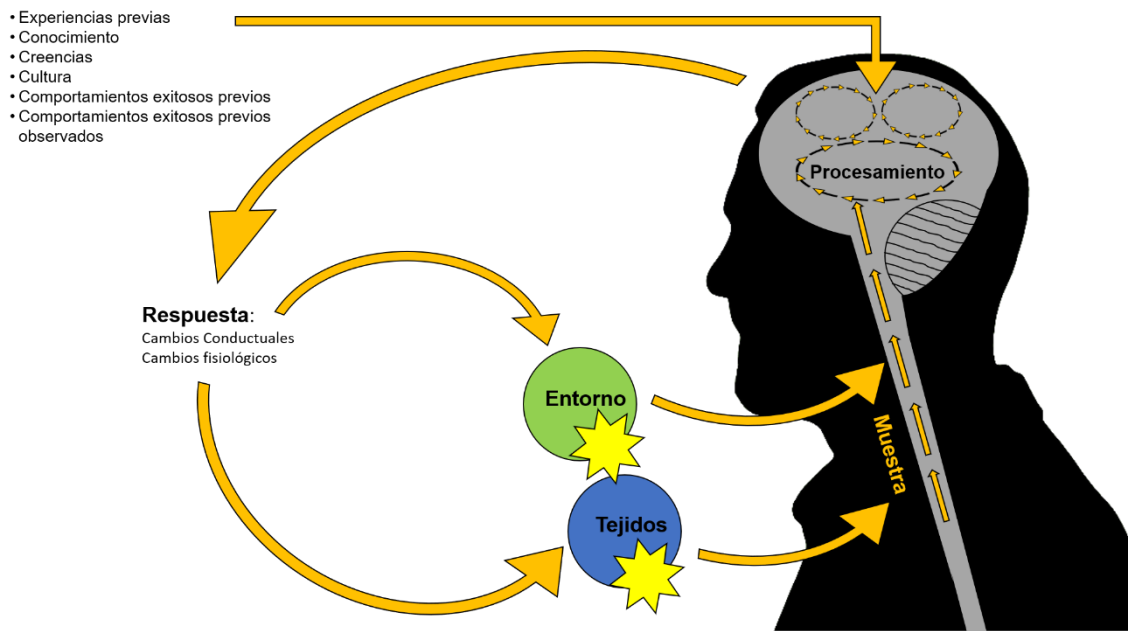 • Experiencias previas
• Conocimiento
• Creencias
• Cultura
• Comportamientos exitosos previos
• Comportamientos exitosos previos
observados
Procesamiento
Respuesta:
Cambios Conductuales
Cambios fisiológicos
Entorno
Muestra
Tejidos